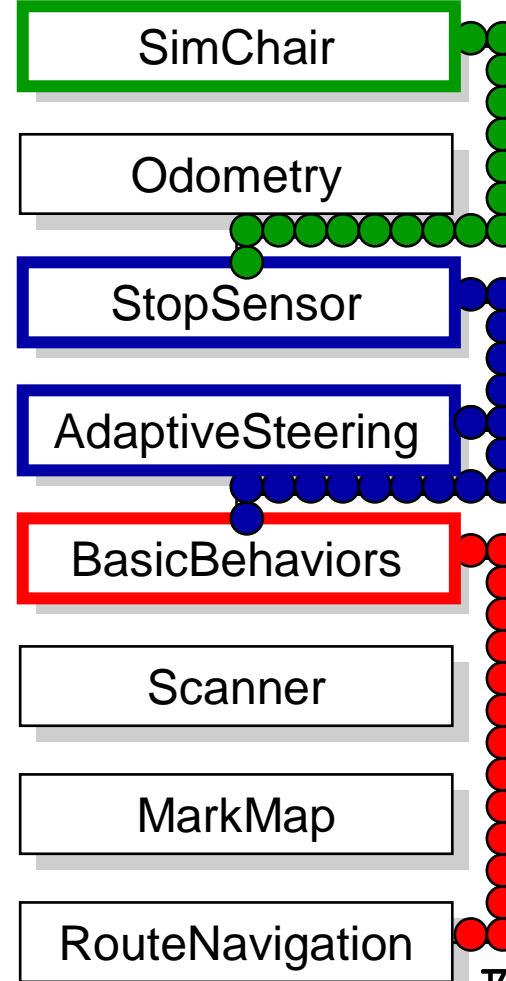 SimChair
Odometry
StopSensor
AdaptiveSteering
BasicBehaviors
Scanner
MarkMap
RouteNavigation